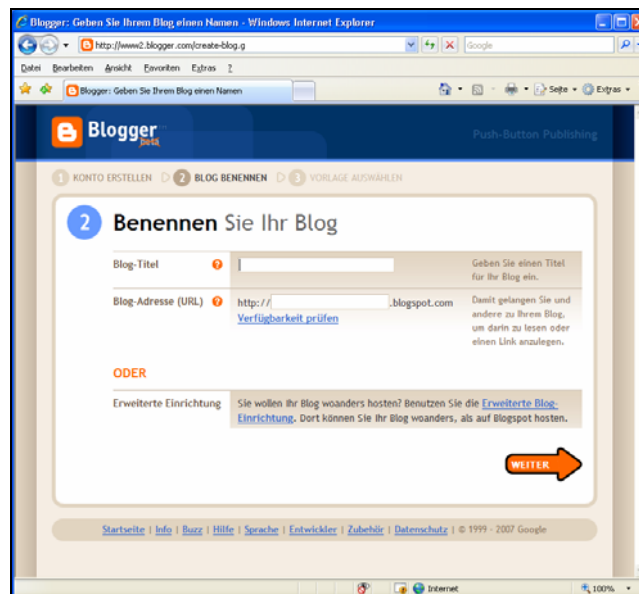 Blogger: Geben Sie Ihrem Blog einen Namen - Windows Internet Explorer
http://www2.blogger.com/create-blog.g
Google
Datei Bearbeiten Ansicht Favoriten Extras ?
Blogger: Geben Sie Ihrem Blog einen Namen
Seite
Extras
Blogger
beta
Push-Button Publishing
1 KONTO ERSTELLEN
2 BLOG BENENNEN
3 VORLAGE AUSWÄHLEN
2 Benennen Sie Ihr Blog
Blog-Titel ?
Geben Sie einen Titel
für Ihr Blog ein.
Blog-Adresse (URL) ? http:// .blogspot.com
Verfügbarkeit prüfen
Damit gelangen Sie und
andere zu Ihrem Blog,
um darin zu lesen oder
einen Link anzulegen.
ODER
Erweiterte Einrichtung
Sie wollen Ihr Blog woanders hosten? Benutzen Sie die Erweiterte Blog-
Einrichtung. Dort können Sie Ihr Blog woanders, als auf Blogspot hosten.
WEITER
Startseite | Info | Buzz | Hilfe | Sprache | Entwickler | Zubehör | Datenschutz | © 1999 - 2007 Google
Internet
100%